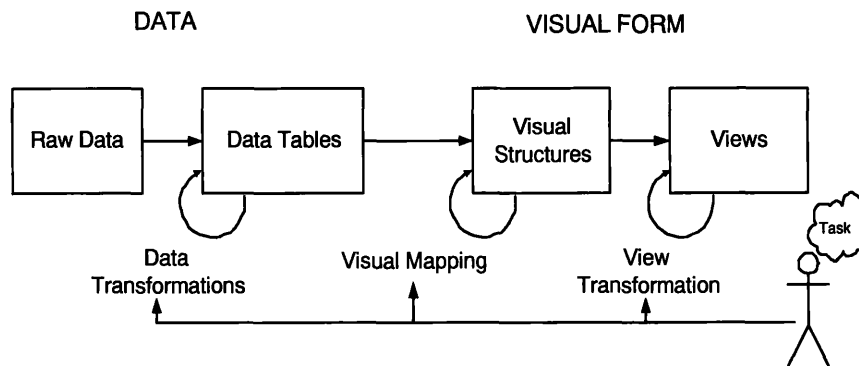 DATA
VISUAL FORM
Raw Data
Data Tables
Visual
Structures
Views
Task
Data
Transformations
Visual Mapping
View
Transformation